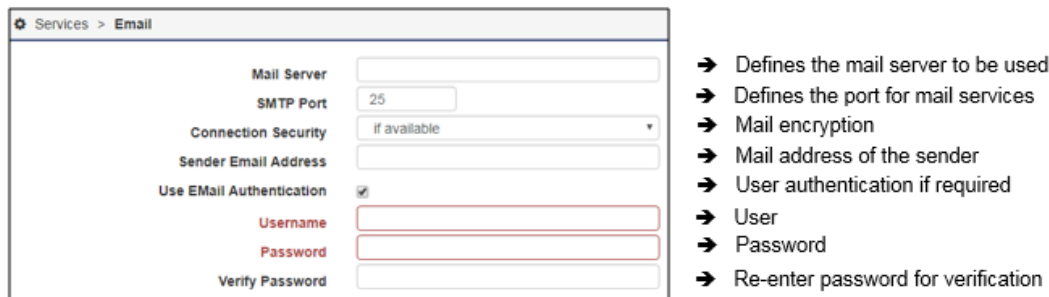 Services > Email
Mail Server
➔ Defines the mail server to be used
SMTP Port 25
➔ Defines the port for mail services
Connection Security if available
➔ Mail encryption
Sender Email Address
➔ Mail address of the sender
Use EMail Authentication
➔ User authentication if required
Username
➔ User
Password
➔ Password
Verify Password
➔ Re-enter password for verification